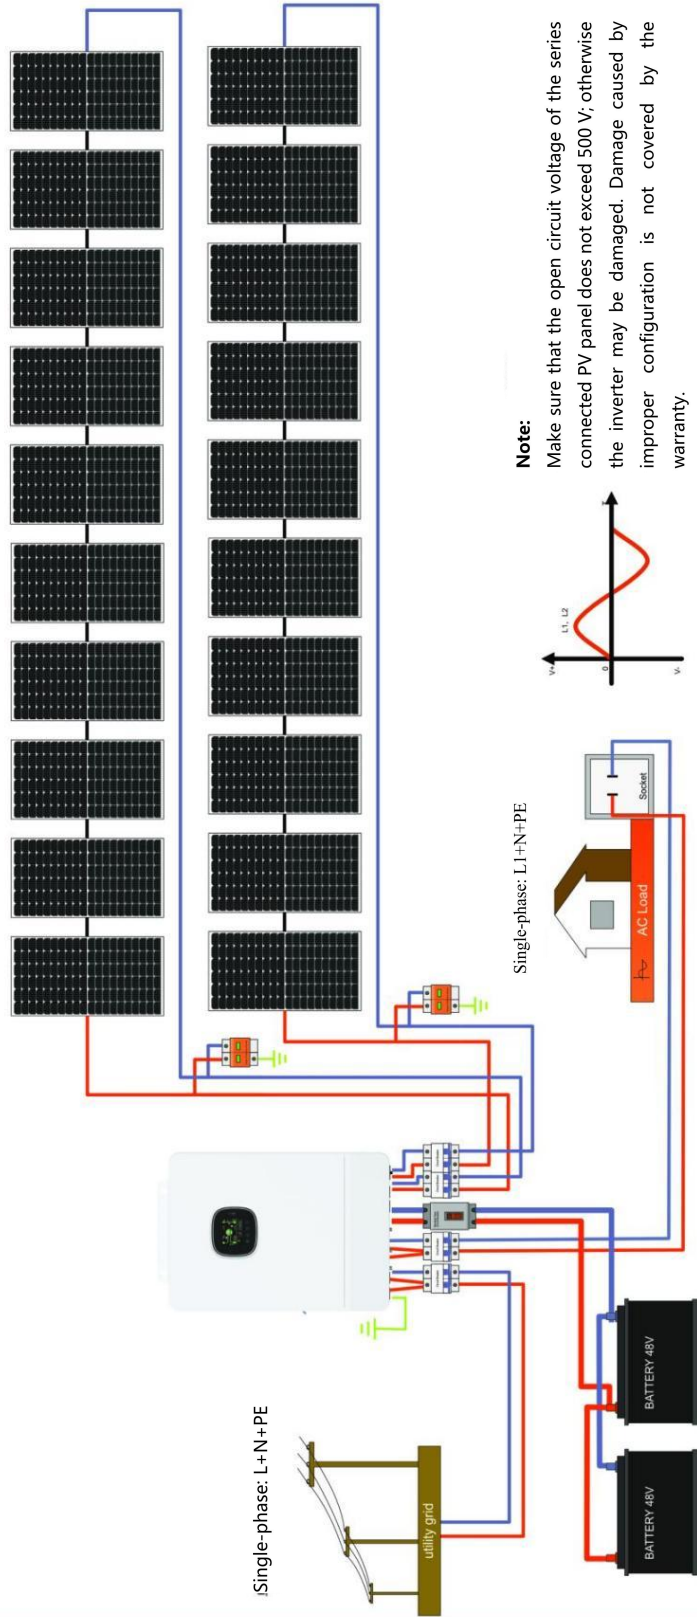 Single-phase: L+N+PE
utility grid
BATTERY 48V
BATTERY 48V
Single-phase: L1+N+PE
AC Load
Socket
V+
L1、L2
0
V-
Note:
Make sure that the open circuit voltage of the series
connected PV panel does not exceed 500 V; otherwise
the inverter may be damaged. Damage caused by
improper configuration is not covered by the
warranty.